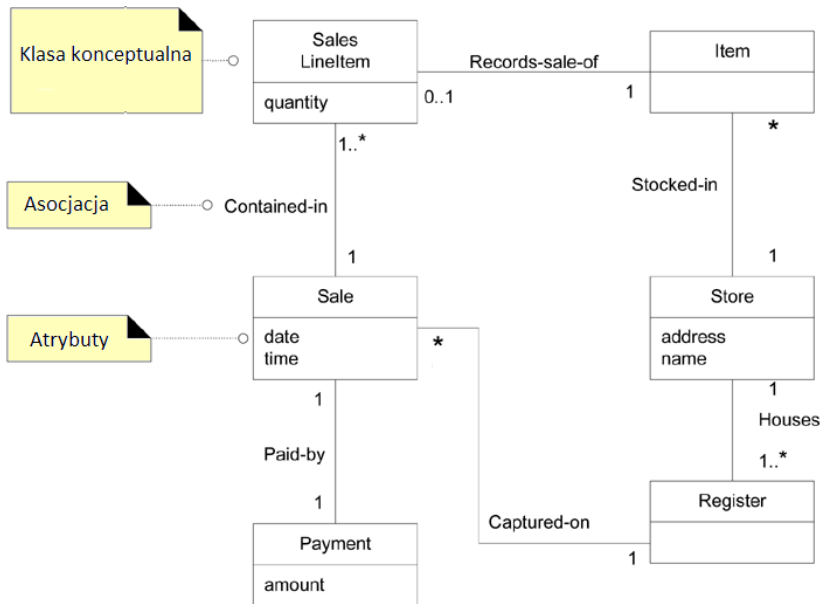 Klasa konceptualna
Sales
LineItem
quantity
Records-sale-of
0..1
1
Item
1..*
*
Asocjacja
Contained-in
Stocked-in
1
1
Atrybuty
Sale
date
time
*
Store
address
name
1
1
Houses
Paid-by
1..*
1
Register
Payment
amount
Captured-on
1